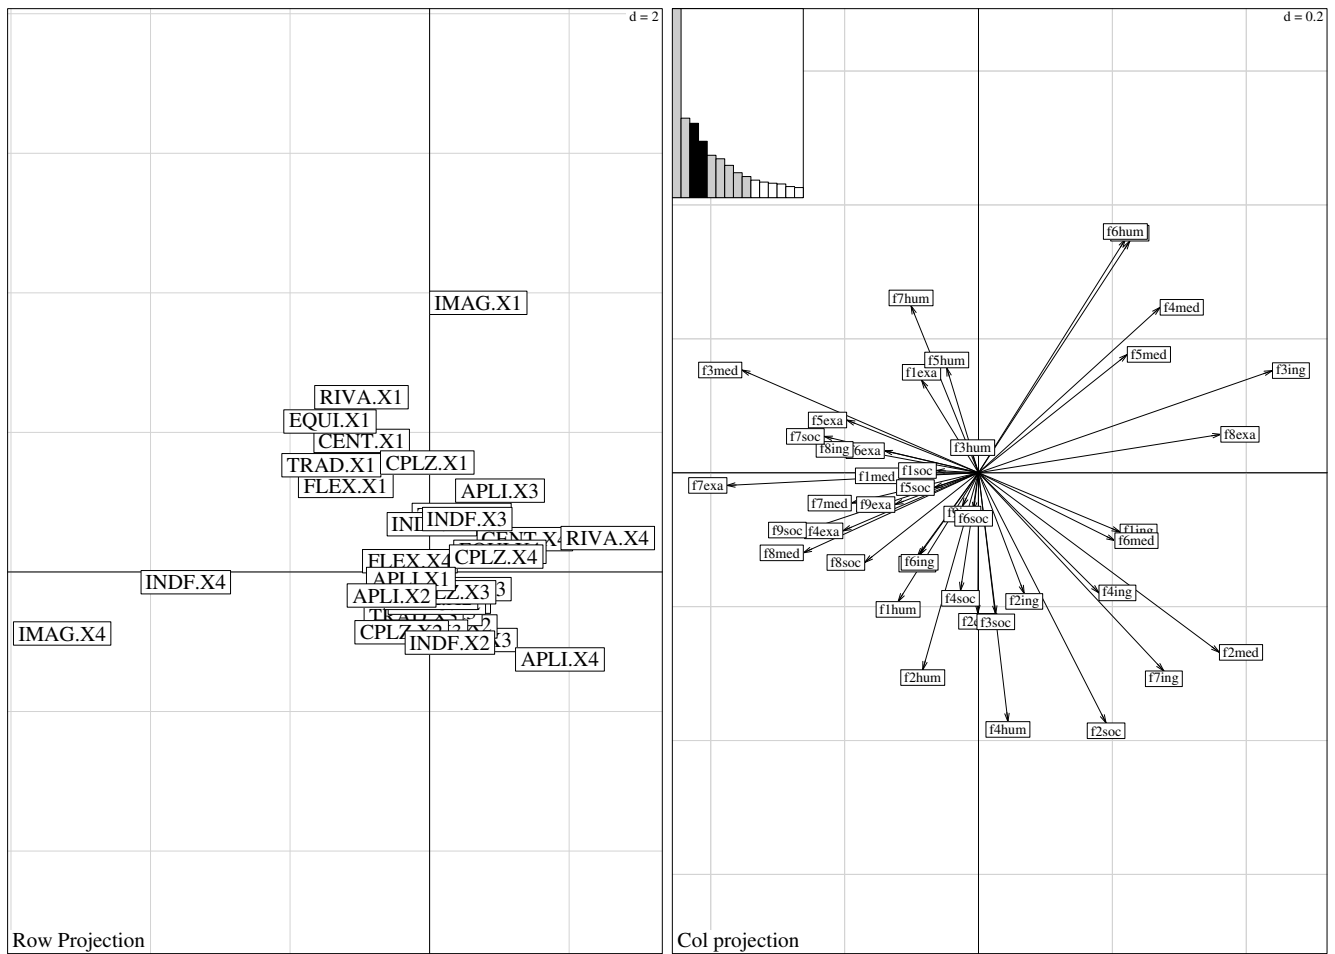 d = 2
IMAG.X1
RIVA.X1
EQUI.X1
CENT.X1
TRAD.X1
CPLZ.X1
FLEX.X1
APLI.X3
INDF.X3
RIVA.X4
CPLZ.X4
FLEX.X4
INDF.X4
APLI.X1
APLI.X2
IMAG.X4
INDF.X2
APLI.X4
Row Projection
d = 0.2
f6hum
f7hum
f4med
f5med
f5hum
f1exa
f3med
f3ing
f5exa
f7soc
f8exa
f8ing
f3hum
f1soc
f1med
f7exa
f5soc
f7med
f9exa
f6soc
f9soc
f4exa
f6med
f8med
f8soc
f6ing
f4ing
f4soc
f2ing
f1hum
f3soc
f2med
f2hum
f7ing
f4hum
f2soc
Col projection